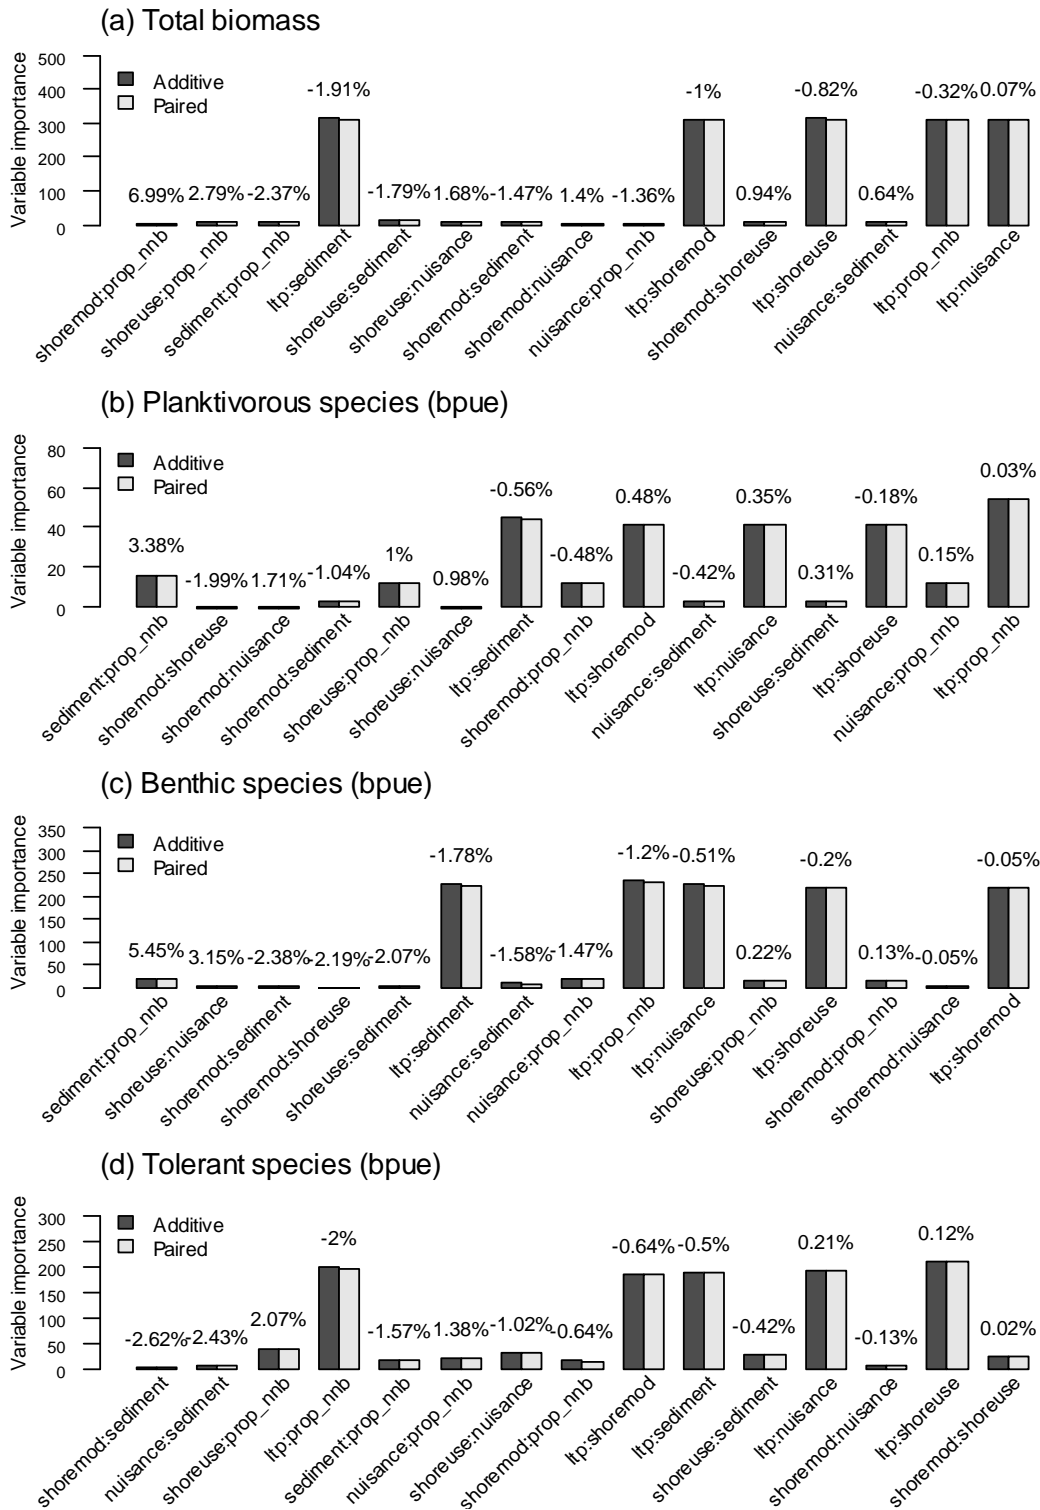 (a) Total biomass
Variable importance
500
400
300
200
100
0
Additive
Paired
6.99%
2.79%
-2.37%
-1.91%
-1.79%
1.68%
-1.47%
1.4%
-1.36%
-1%
0.94%
-0.82%
0.64%
-0.32%
0.07%
shoremod:prop_nnb
shoreuse:prop_nnb
sediment:prop_nnb
ltp:sediment
shoreuse:sediment
shoreuse:nuisance
shoremod:sediment
shoremod:nuisance
nuisance:prop_nnb
ltp:shoremod
shoremod:shoreuse
ltp:shoreuse
nuisance:sediment
ltp:prop_nnb
ltp:nuisance
(b) Planktivorous species (bpue)
Variable importance
80
60
40
20
0
Additive
Paired
3.38%
-1.99%
1.71%
-1.04%
1%
0.98%
-0.56%
-0.48%
0.48%
-0.42%
0.35%
0.31%
-0.18%
0.15%
0.03%
sediment:prop_nnb
shoremod:shoreuse
shoremod:nuisance
shoremod:sediment
shoreuse:prop_nnb
shoreuse:nuisance
ltp:sediment
shoremod:prop_nnb
ltp:shoremod
nuisance:sediment
ltp:nuisance
shoreuse:sediment
ltp:shoreuse
nuisance:prop_nnb
ltp:prop_nnb
(c) Benthic species (bpue)
Variable importance
350
300
250
200
150
100
50
0
Additive
Paired
5.45%
3.15%
-2.38%
-2.19%
-2.07%
-1.78%
-1.58%
-1.47%
-1.2%
-0.51%
0.22%
-0.2%
0.13%
-0.05%
-0.05%
sediment:prop_nnb
shoreuse:nuisance
shoremod:sediment
shoremod:shoreuse
shoreuse:sediment
ltp:sediment
nuisance:sediment
nuisance:prop_nnb
ltp:prop_nnb
ltp:nuisance
shoreuse:prop_nnb
ltp:shoreuse
shoremod:prop_nnb
shoremod:nuisance
ltp:shoremod
(d) Tolerant species (bpue)
Variable importance
300
250
200
150
100
50
0
Additive
Paired
-2.62%
-2.43%
2.07%
-2%
-1.57%
1.38%
-1.02%
-0.64%
-0.64%
-0.5%
-0.42%
0.21%
-0.13%
0.12%
0.02%
shoremod:sediment
nuisance:sediment
shoreuse:prop_nnb
ltp:prop_nnb
sediment:prop_nnb
nuisance:prop_nnb
shoreuse:nuisance
shoremod:prop_nnb
ltp:shoremod
ltp:sediment
shoreuse:sediment
ltp:nuisance
shoremod:nuisance
ltp:shoreuse
shoremod:shoreuse